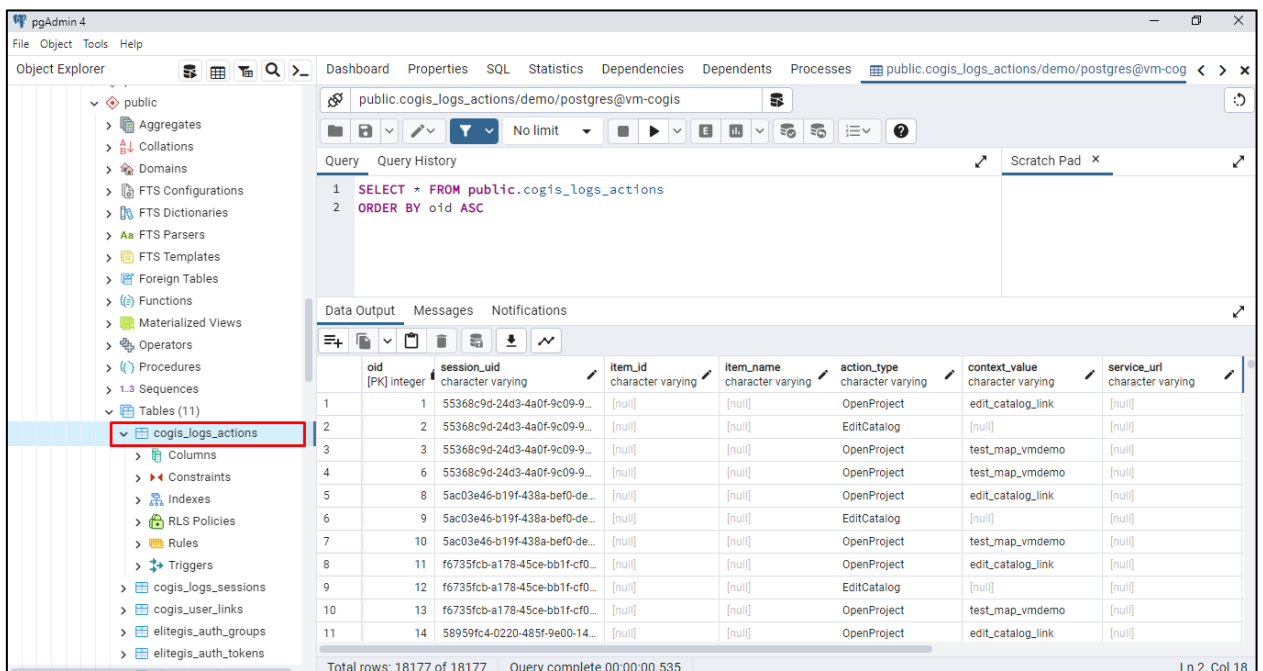 pgAdmin 4
File Object Tools Help
Object Explorer
Dashboard Properties SQL Statistics Dependencies Dependents Processes public.cogis_logs_actions/demo/postgres@vm-cog
public
Aggregates
Collations
Domains
FTS Configurations
FTS Dictionaries
Aa FTS Parsers
FTS Templates
Foreign Tables
Functions
Materialized Views
Operators
Procedures
1..3 Sequences
Tables (11)
cogis_logs_actions
Columns
Constraints
Indexes
RLS Policies
Rules
Triggers
cogis_logs_sessions
cogis_user_links
elitegis_auth_groups
elitegis_auth_tokens
public.cogis_logs_actions/demo/postgres@vm-cogis
No limit
Query Query History
Scratch Pad
1 SELECT * FROM public.cogis_logs_actions
2 ORDER BY oid ASC
Data Output Messages Notifications
oid session_uid item_id item_name action_type context_value service_url
[PK] integer character varying character varying character varying character varying character varying character varying
1 1 55368c9d-24d3-4a0f-9c09-9... [null] [null] OpenProject edit_catalog_link [null]
2 2 55368c9d-24d3-4a0f-9c09-9... [null] [null] EditCatalog [null] [null]
3 3 55368c9d-24d3-4a0f-9c09-9... [null] [null] OpenProject test_map_vmdemo [null]
4 6 55368c9d-24d3-4a0f-9c09-9... [null] [null] OpenProject test_map_vmdemo [null]
5 8 5ac03e46-b19f-438a-bef0-de... [null] [null] OpenProject edit_catalog_link [null]
6 9 5ac03e46-b19f-438a-bef0-de... [null] [null] EditCatalog [null] [null]
7 10 5ac03e46-b19f-438a-bef0-de... [null] [null] OpenProject test_map_vmdemo [null]
8 11 f6735fcb-a178-45ce-bb1f-cf0... [null] [null] OpenProject edit_catalog_link [null]
9 12 f6735fcb-a178-45ce-bb1f-cf0... [null] [null] EditCatalog [null] [null]
10 13 f6735fcb-a178-45ce-bb1f-cf0... [null] [null] OpenProject test_map_vmdemo [null]
11 14 58959fc4-0220-485f-9e00-14... [null] [null] OpenProject edit_catalog_link [null]
Total rows: 18177 of 18177 Query complete 00:00:00.535 Ln 2, Col 18